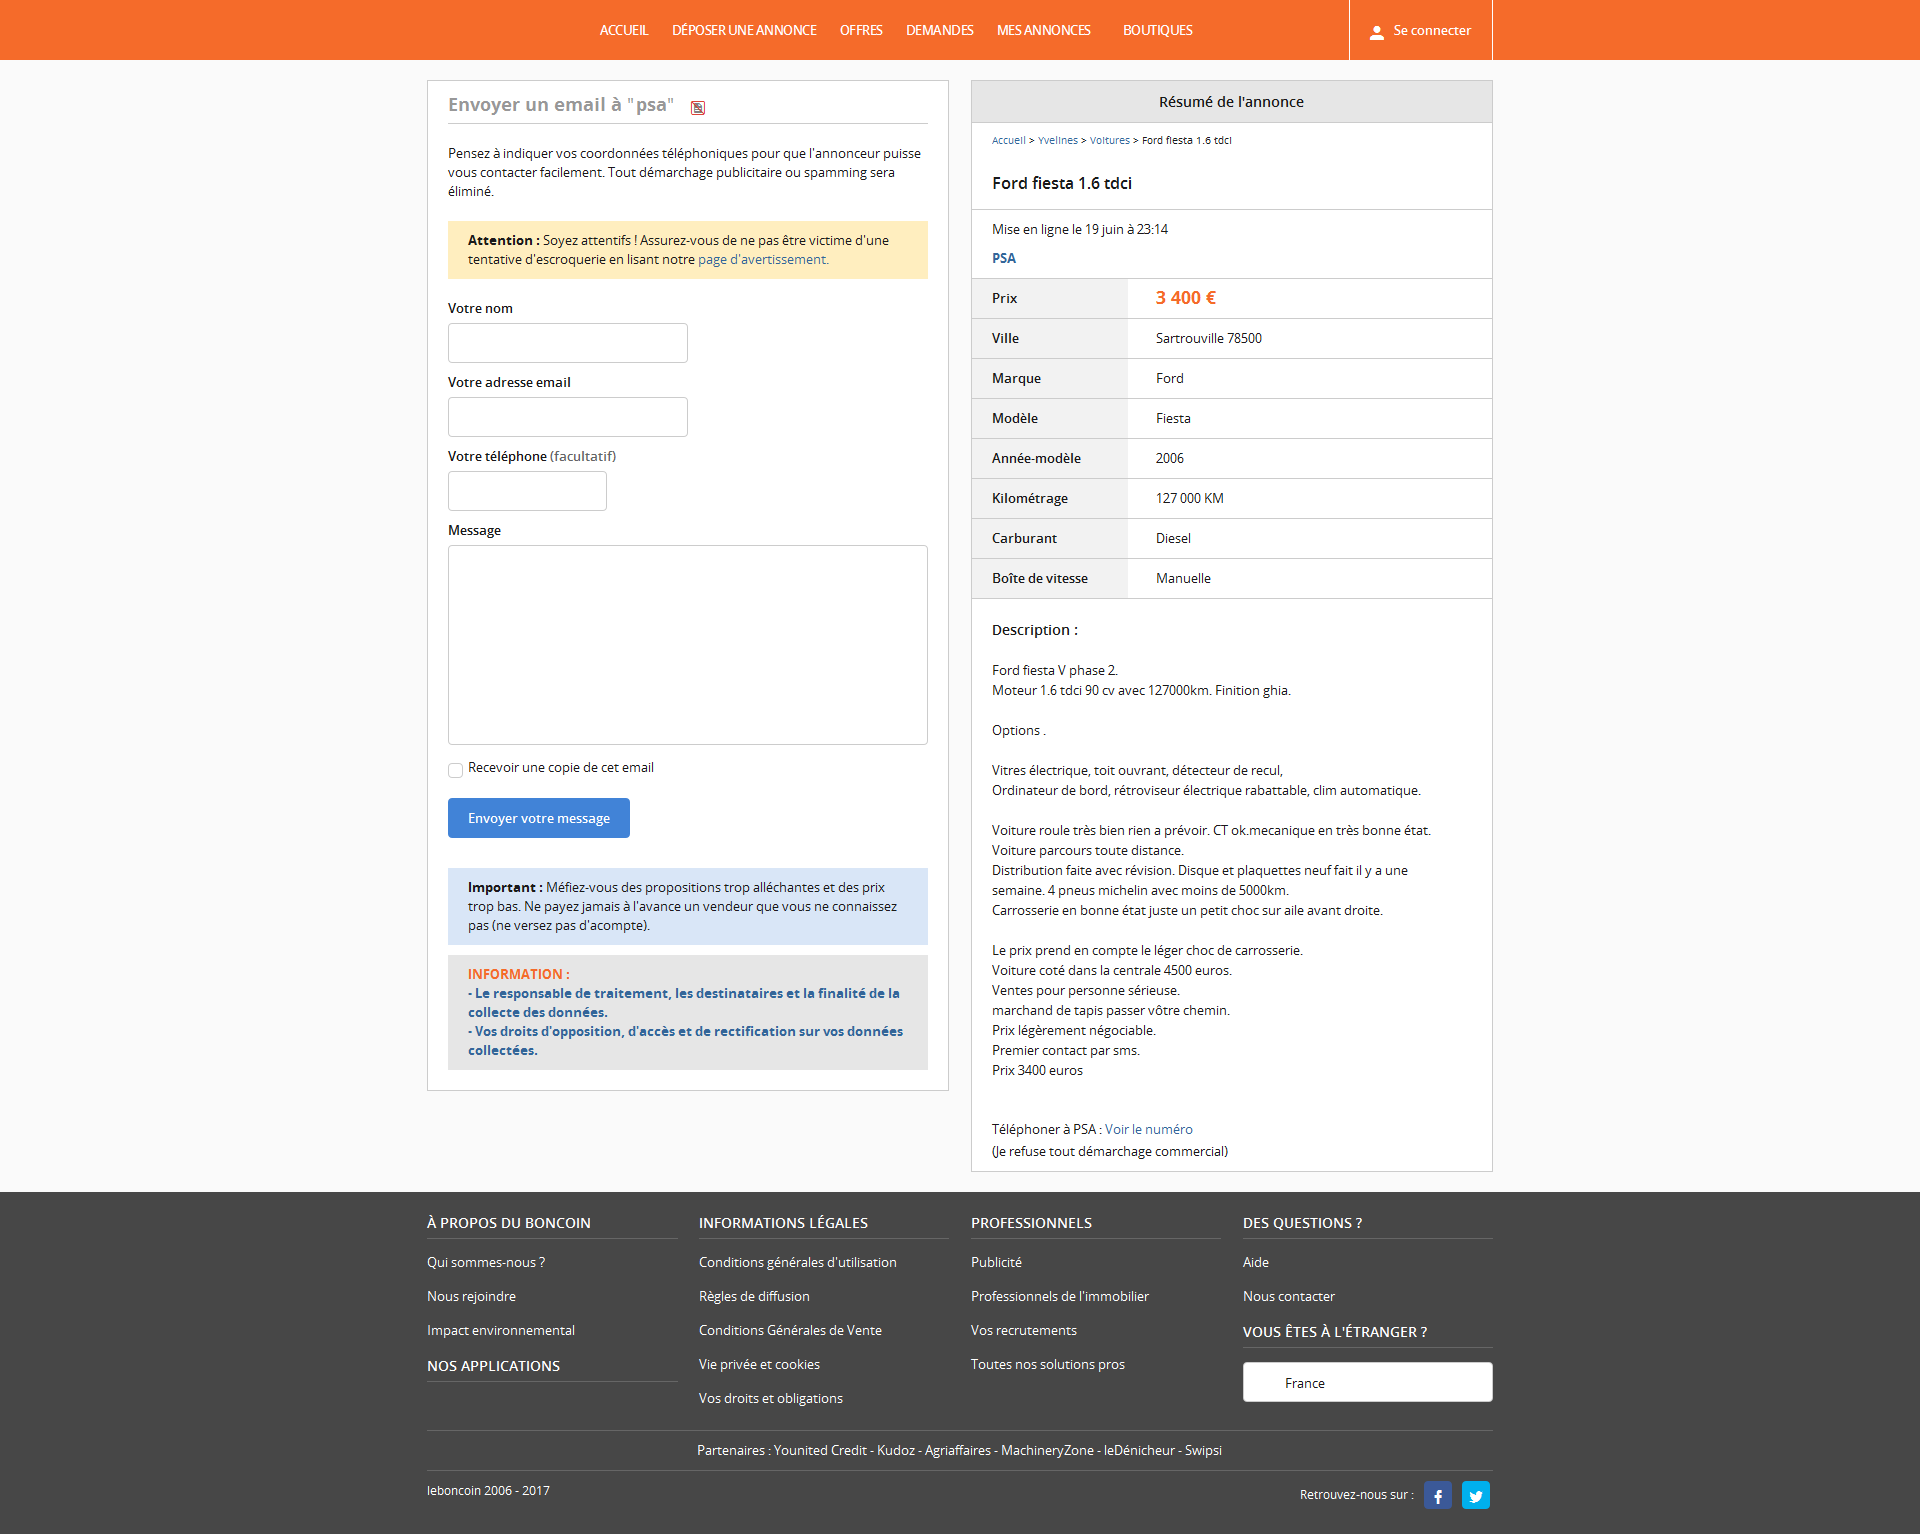 ACCUEIL DÉPOSER UNE ANNONCE OFFRES DEMANDES MES ANNONCES BOUTIQUES Se connecter
Envoyer un email à "psa"
Pensez à indiquer vos coordonnées téléphoniques pour que l'annonceur puisse
vous contacter facilement. Tout démarchage publicitaire ou spamming sera
éliminé.
Attention : Soyez attentifs ! Assurez-vous de ne pas être victime d'une
tentative d'escroquerie en lisant notre page d'avertissement.
Votre nom
Votre adresse email
Votre téléphone (facultatif)
Message
Recevoir une copie de cet email
Envoyer votre message
Important : Méfiez-vous des propositions trop alléchantes et des prix
trop bas. Ne payez jamais à l'avance un vendeur que vous ne connaissez
pas (ne versez pas d'acompte).
INFORMATION :
- Le responsable de traitement, les destinataires et la finalité de la
collecte des données.
- Vos droits d'opposition, d'accès et de rectification sur vos données
collectées.
Résumé de l'annonce
Accueil > Yvelines > Voitures > Ford fiesta 1.6 tdci
Ford fiesta 1.6 tdci
Mise en ligne le 19 juin à 23:14
PSA
Prix 3 400 €
Ville Sartrouville 78500
Marque Ford
Modèle Fiesta
Année-modèle 2006
Kilométrage 127 000 KM
Carburant Diesel
Boîte de vitesse Manuelle
Description :
Ford fiesta V phase 2.
Moteur 1.6 tdci 90 cv avec 127000km. Finition ghia.
Options .
Vitres électrique, toit ouvrant, détecteur de recul,
Ordinateur de bord, rétroviseur électrique rabattable, clim automatique.
Voiture roule très bien rien a prévoir. CT ok.mecanique en très bonne état.
Voiture parcours toute distance.
Distribution faite avec révision. Disque et plaquettes neuf fait il y a une
semaine. 4 pneus michelin avec moins de 5000km.
Carrosserie en bonne état juste un petit choc sur aile avant droite.
Le prix prend en compte le léger choc de carrosserie.
Voiture coté dans la centrale 4500 euros.
Ventes pour personne sérieuse.
marchand de tapis passer vôtre chemin.
Prix légèrement négociable.
Premier contact par sms.
Prix 3400 euros
Téléphoner à PSA : Voir le numéro
(Je refuse tout démarchage commercial)
À PROPOS DU BONCOIN
Qui sommes-nous ?
Nous rejoindre
Impact environnemental
NOS APPLICATIONS
INFORMATIONS LÉGALES
Conditions générales d'utilisation
Règles de diffusion
Conditions Générales de Vente
Vie privée et cookies
Vos droits et obligations
PROFESSIONNELS
Publicité
Professionnels de l'immobilier
Vos recrutements
Toutes nos solutions pros
DES QUESTIONS ?
Aide
Nous contacter
VOUS ÊTES À L'ÉTRANGER ?
France
Partenaires : Younited Credit - Kudoz - Agriaffaires - MachineryZone - leDénicheur - Swipsi
leboncoin 2006 - 2017
Retrouvez-nous sur :